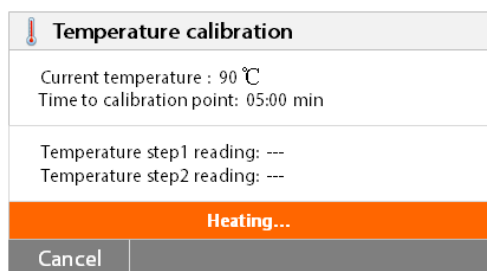 Temperature calibration
Current temperature : 90 ℃
Time to calibration point: 05:00 min
Temperature step1 reading: ---
Temperature step2 reading: ---
Heating...
Cancel